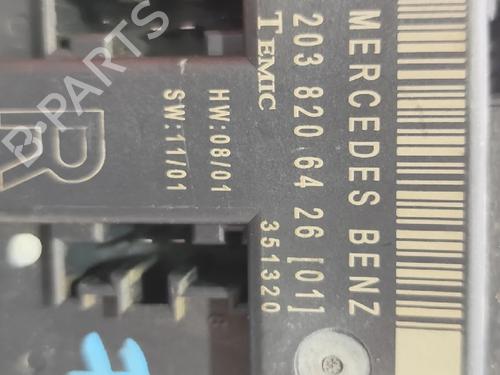 MERCEDES BENZ
203 820 64 26 [01]
TEMIC 351320
HW:08/01
SW:11/01
R
B-PARTS